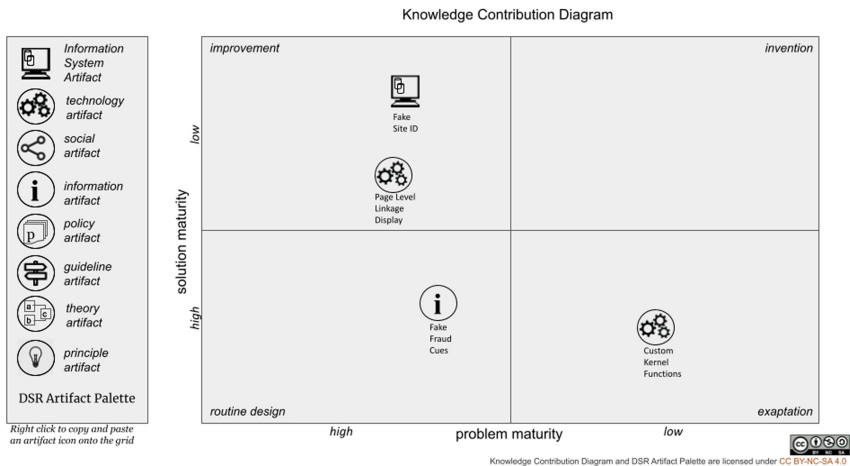 Knowledge Contribution Diagram
Information
System
Artifact
technology
artifact
social
artifact
i
information
artifact
p
policy
artifact
guideline
artifact
a
b
c
theory
artifact
principle
artifact
DSR Artifact Palette
Right click to copy and paste
an artifact icon onto the grid
improvement
invention
Fake
Site ID
Page Level
Linkage
Display
low
solution maturity
high
i
Fake
Fraud
Cues
Custom
Kernel
Functions
routine design
exaptation
high
problem maturity
low
cc
BY NC SA
Knowledge Contribution Diagram and DSR Artifact Palette are licensed under CC BY-NC-SA 4.0